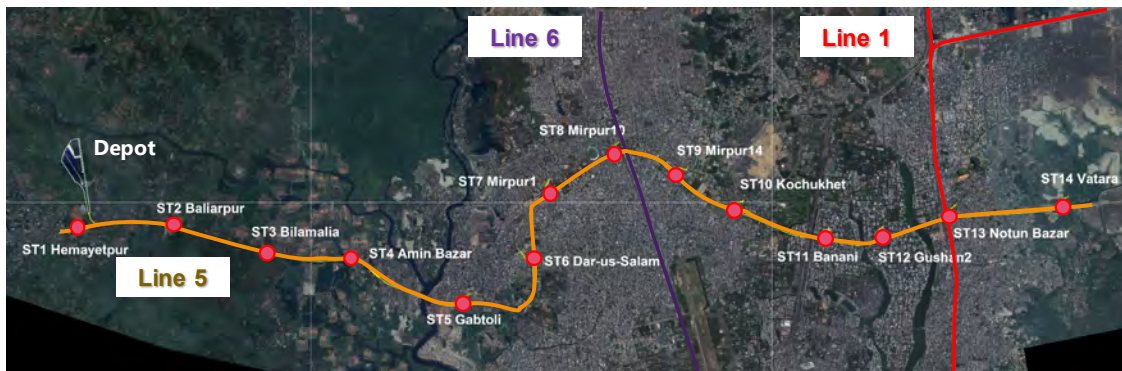 Line 6
Line 1
Depot
ST8 Mirpur10
ST9 Mirpur14
ST7 Mirpur1
ST10 Kochukhet
ST14 Vatara
ST2 Baliarpur
ST3 Bilamalia
ST1 Hemayetpur
ST4 Amin Bazar
ST6 Dar-us-Salam
ST11 Banani
ST12 Gushan2
ST13 Notun Bazar
Line 5
ST5 Gabtoli